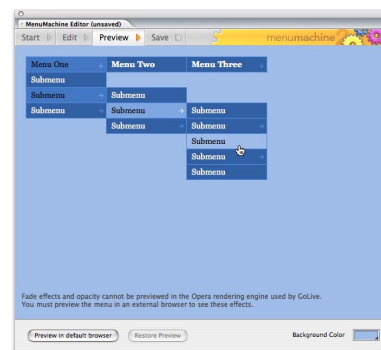 MenuMachine Editor (unsaved)
Start Edit Preview Save menumachine
Menu One Menu Two Menu Three
Submenu
Submenu Submenu
Submenu Submenu Submenu
Submenu Submenu
Submenu
Submenu
Submenu
Fade effects and opacity cannot be previewed in the Opera rendering engine used by GoLive.
You must preview the menu in an external browser to see these effects.
Preview in default browser Restore Preview Background Color